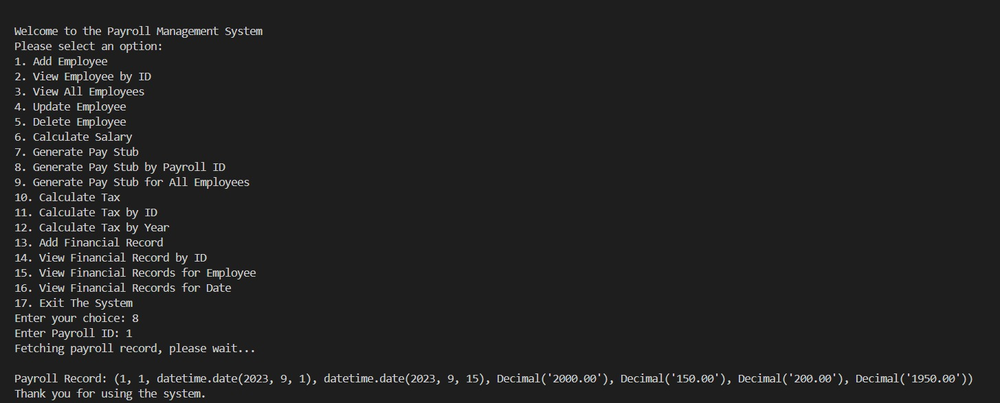 Welcome to the Payroll Management System
Please select an option:
1. Add Employee
2. View Employee by ID
3. View All Employees
4. Update Employee
5. Delete Employee
6. Calculate Salary
7. Generate Pay Stub
8. Generate Pay Stub by Payroll ID
9. Generate Pay Stub for All Employees
10. Calculate Tax
11. Calculate Tax by ID
12. Calculate Tax by Year
13. Add Financial Record
14. View Financial Record by ID
15. View Financial Records for Employee
16. View Financial Records for Date
17. Exit The System
Enter your choice: 8
Enter Payroll ID: 1
Fetching payroll record, please wait...
Payroll Record: (1, 1, datetime.date(2023, 9, 1), datetime.date(2023, 9, 15), Decimal('2000.00'), Decimal('150.00'), Decimal('200.00'), Decimal('1950.00'))
Thank you for using the system.